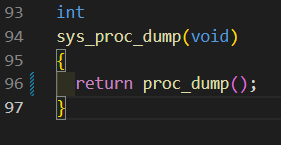 93 int
94 sys_proc_dump(void)
95 {
96   return proc_dump();
97 }